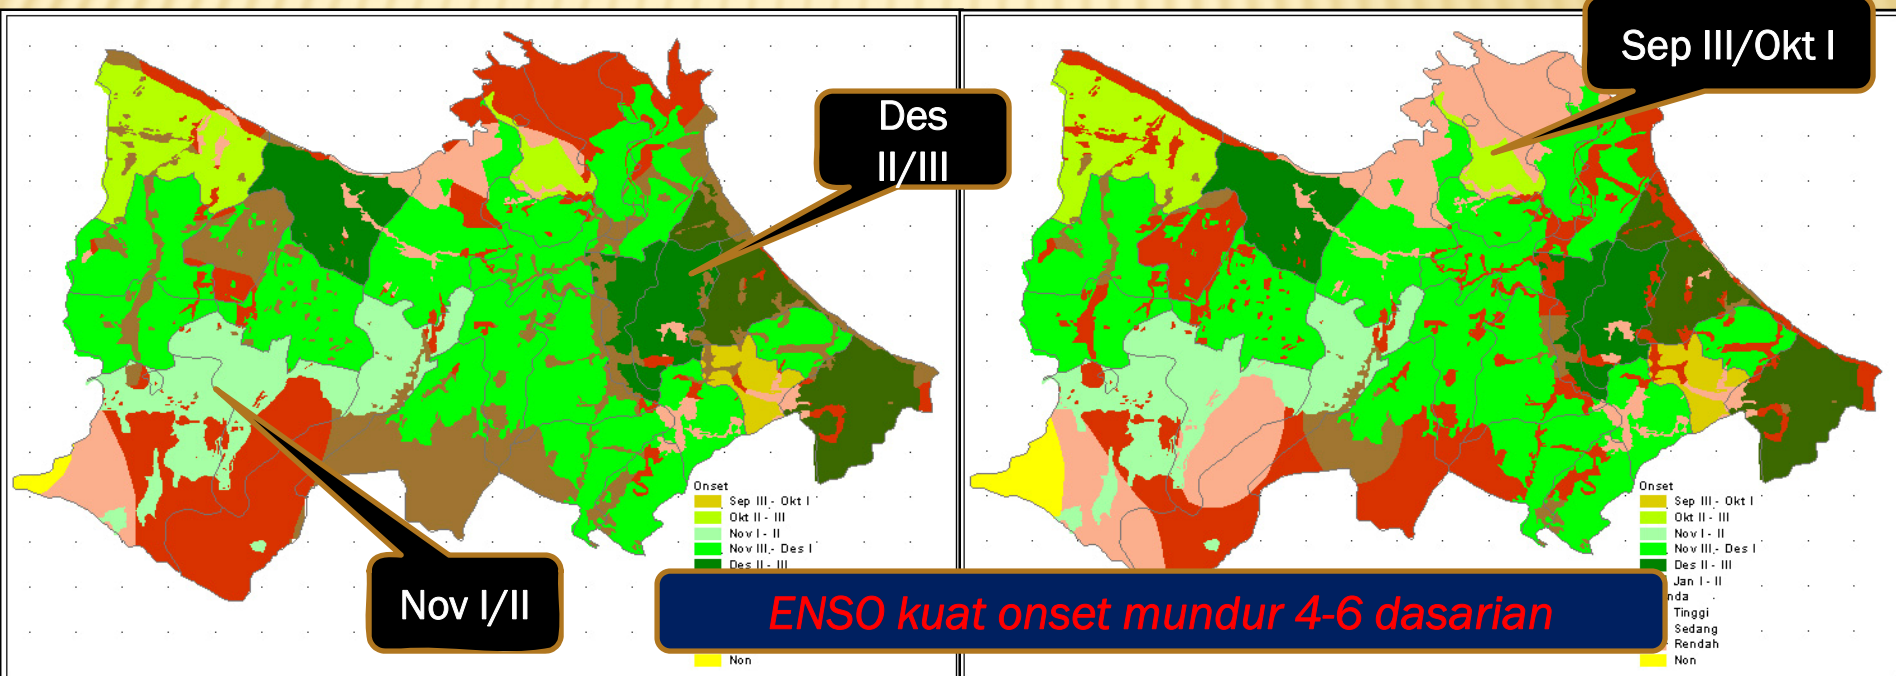 Sep III/Okt I
Des
II/III
Nov I/II
ENSO kuat onset mundur 4-6 dasarian
Onset
Sep III - Okt I
Okt II - III
Nov I - II
Nov III - Des I
Des II - III
Non
Onset
Sep III - Okt I
Okt II - III
Nov I - II
Nov III - Des I
Des II - III
Jan I - II
nda
Tinggi
Sedang
Rendah
Non